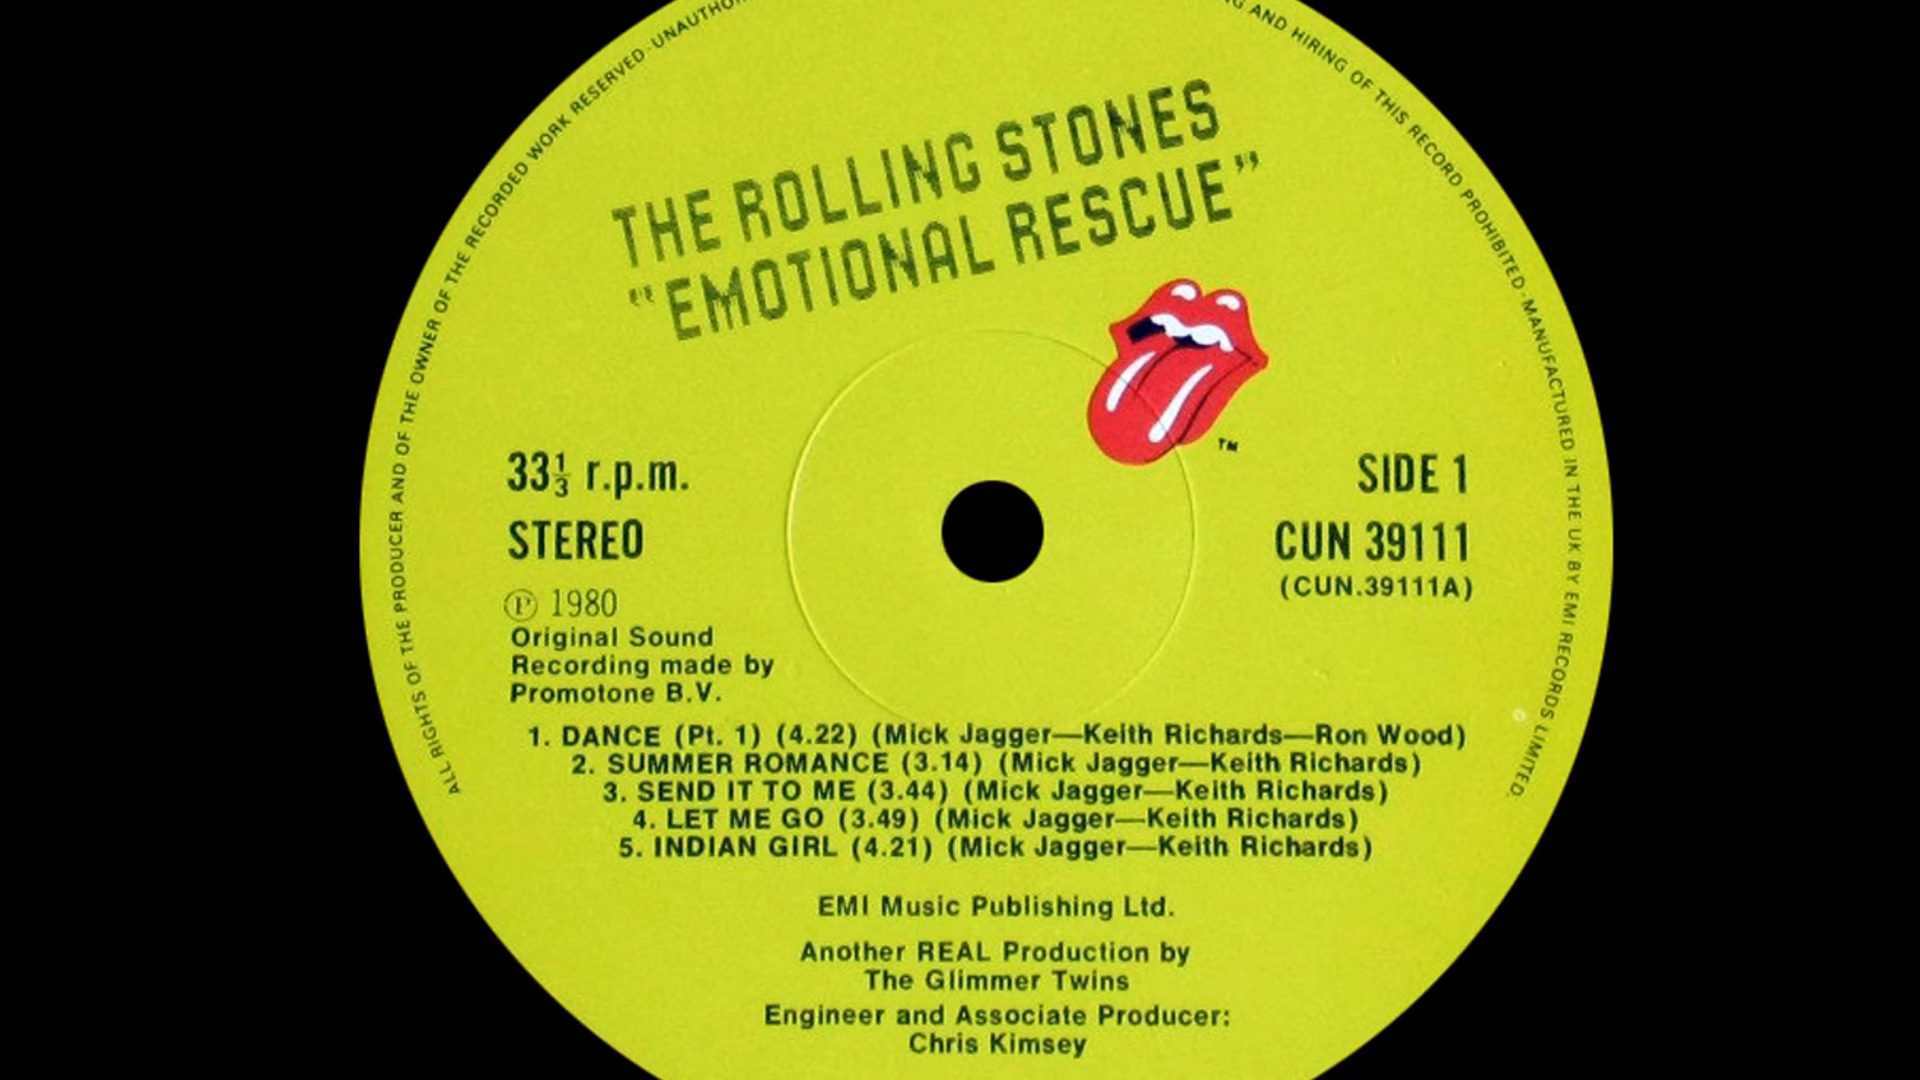 ALL RIGHTS OF THE PRODUCER AND OF THE OWNER OF THE RECORDED WORK RESERVED · UNAUTHOR
G AND HIRING OF THIS RECORD PROHIBITED · MANUFACTURED IN THE UK BY EMI RECORDS LIMITED.
THE ROLLING STONES
"EMOTIONAL RESCUE"
TM
33⅓ r.p.m.
SIDE 1
STEREO
CUN 39111
(CUN.39111A)
℗ 1980
Original Sound
Recording made by
Promotone B.V.
1. DANCE (Pt. 1) (4.22) (Mick Jagger—Keith Richards—Ron Wood)
2. SUMMER ROMANCE (3.14) (Mick Jagger—Keith Richards)
3. SEND IT TO ME (3.44) (Mick Jagger—Keith Richards)
4. LET ME GO (3.49) (Mick Jagger—Keith Richards)
5. INDIAN GIRL (4.21) (Mick Jagger—Keith Richards)
EMI Music Publishing Ltd.
Another REAL Production by
The Glimmer Twins
Engineer and Associate Producer:
Chris Kimsey